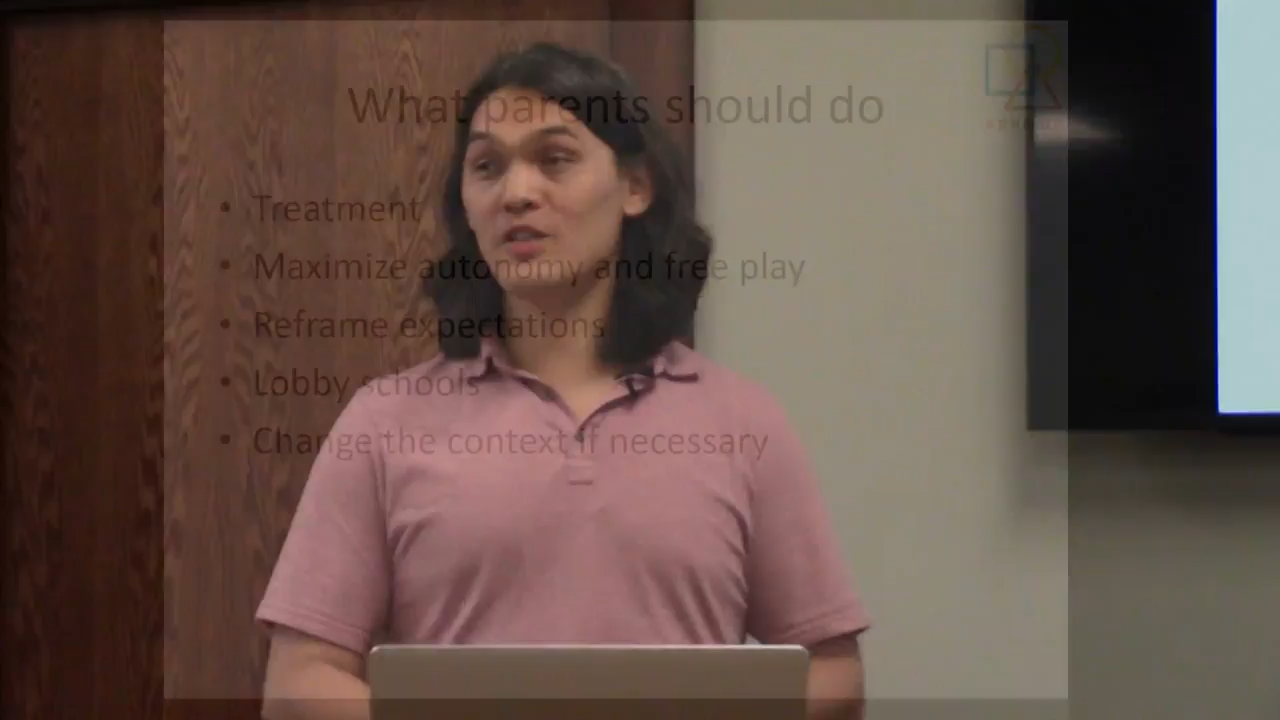 What parents should do
• Treatment
• Maximize autonomy and free play
• Reframe expectations
• Lobby schools
• Change the context if necessary